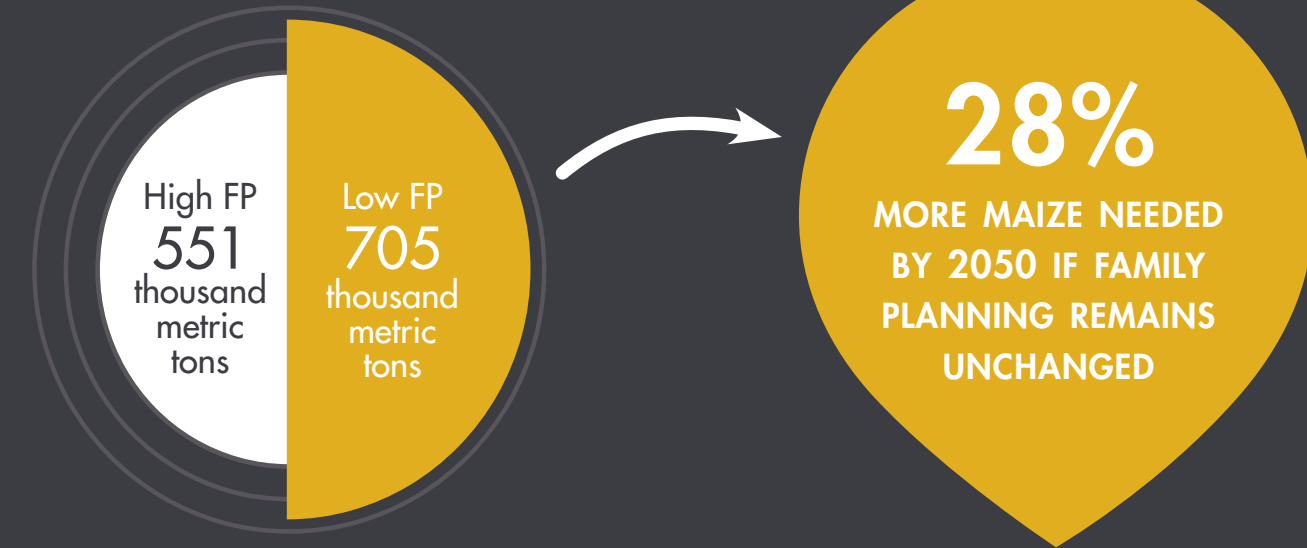 High FP
551
thousand
metric
tons
Low FP
705
thousand
metric
tons
28%
MORE MAIZE NEEDED
BY 2050 IF FAMILY
PLANNING REMAINS
UNCHANGED